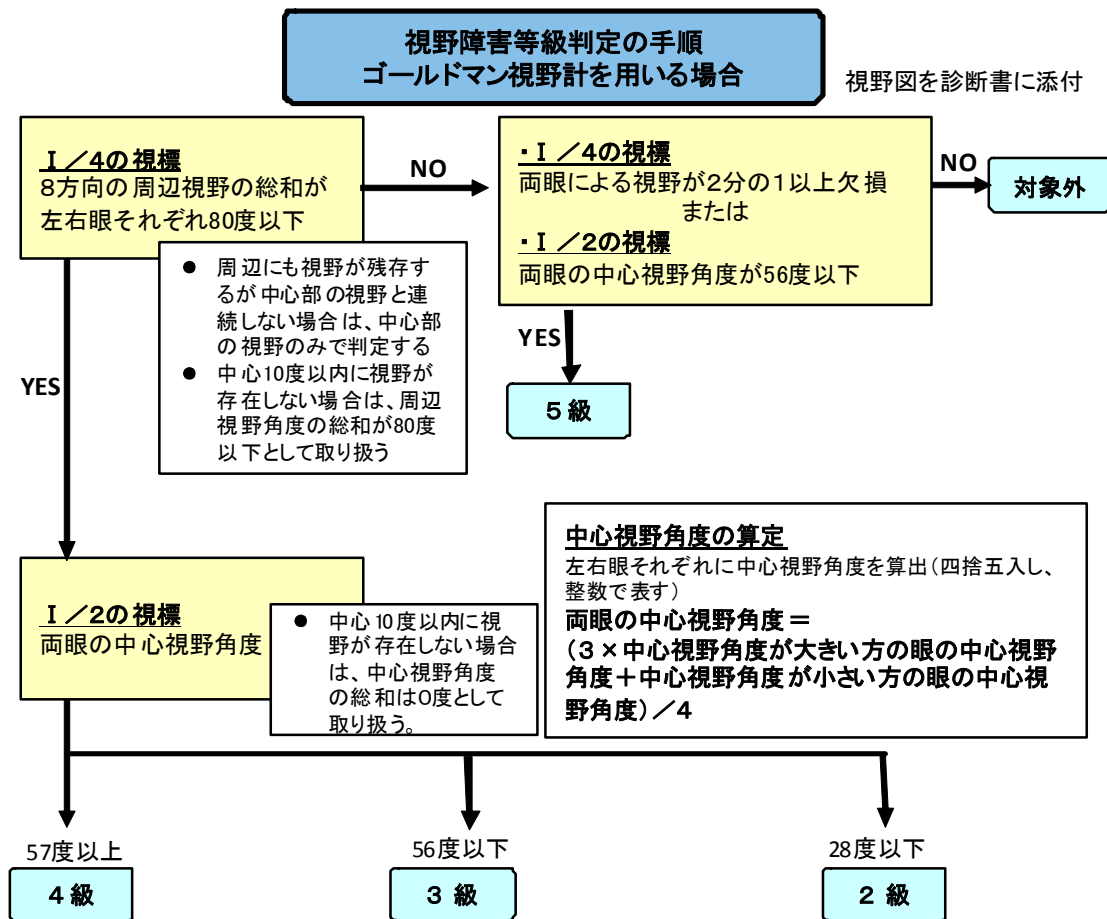 視野障害等級判定の手順
ゴールドマン視野計を用いる場合
視野図を診断書に添付
Ⅰ／4の視標
８方向の周辺視野の総和が
左右眼それぞれ80度以下
NO
・Ⅰ／4の視標
両眼による視野が２分の１以上欠損
または
・Ⅰ／2の視標
両眼の中心視野角度が56度以下
NO
対象外
● 周辺にも視野が残存す
るが中心部の視野と連
続しない場合は、中心部
の視野のみで判定する
● 中心10度以内に視野が
存在しない場合は、周辺
視野角度の総和が80度
以下として取り扱う
YES
YES
５級
Ⅰ／2の視標
両眼の中心視野角度
● 中心10度以内に視
野が存在しない場合
は、中心視野角度
の総和は0度として
取り扱う。
中心視野角度の算定
左右眼それぞれに中心視野角度を算出（四捨五入し、
整数で表す）
両眼の中心視野角度＝
（３×中心視野角度が大きい方の眼の中心視野
角度＋中心視野角度が小さい方の眼の中心視
野角度）／4
57度以上
４級
56度以下
３級
28度以下
２級